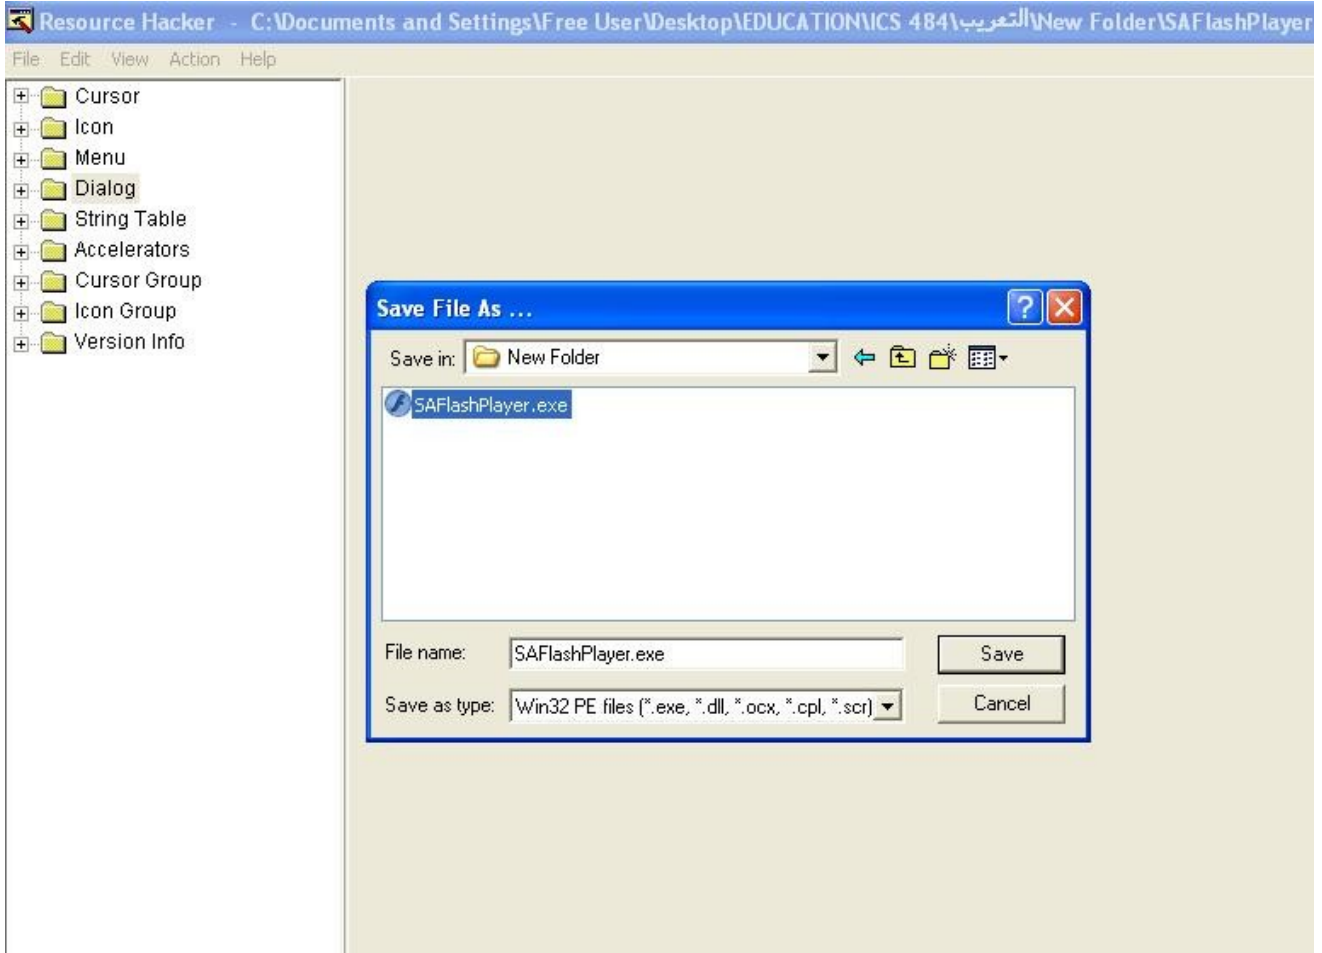 Resource Hacker - C:\Documents and Settings\Free User\Desktop\EDUCATION\ICS 484\التعريب\New Folder\SAFlashPlayer
File Edit View Action Help
Cursor
Icon
Menu
Dialog
String Table
Accelerators
Cursor Group
Icon Group
Version Info
Save File As ...
Save in: New Folder
SAFlashPlayer.exe
File name: SAFlashPlayer.exe Save
Save as type: Win32 PE files (*.exe, *.dll, *.ocx, *.cpl, *.scr) Cancel